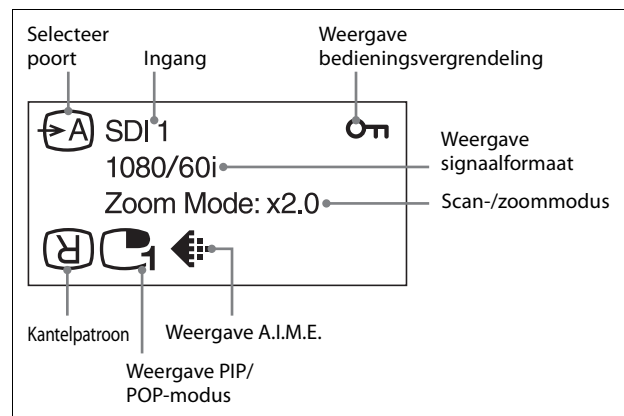 Selecteer
poort
Ingang
Weergave
bedieningsvergrendeling
A
SDI 1
1080/60i
Zoom Mode: x2.0
Weergave
signaalformaat
Scan-/zoommodus
R
1
Kantelpatroon
Weergave A.I.M.E.
Weergave PIP/
POP-modus